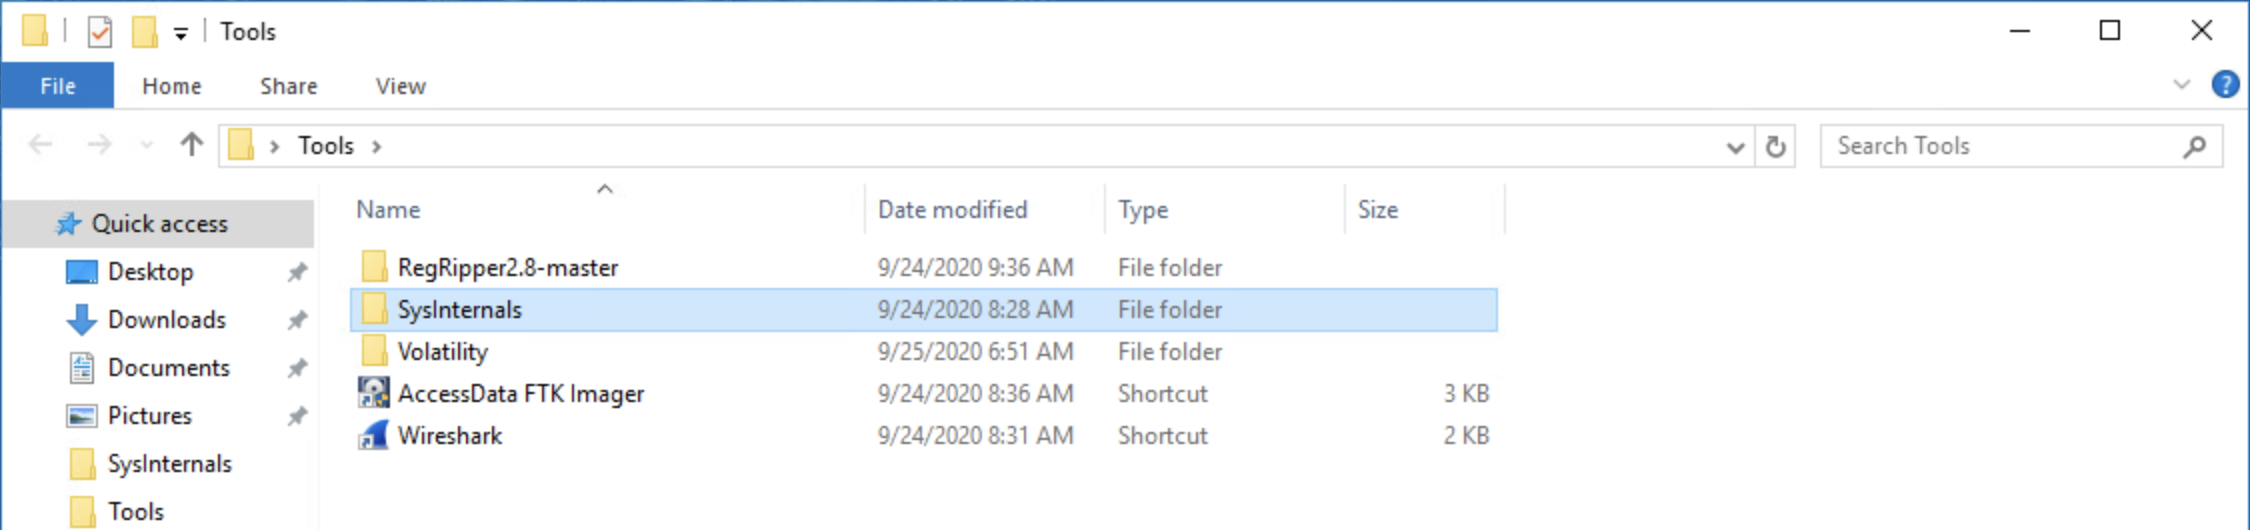 Tools
File Home Share View
Tools Search Tools
Name Date modified Type Size
Quick access
Desktop
Downloads
Documents
Pictures
SysInternals
Tools
RegRipper2.8-master 9/24/2020 9:36 AM File folder
SysInternals 9/24/2020 8:28 AM File folder
Volatility 9/25/2020 6:51 AM File folder
AccessData FTK Imager 9/24/2020 8:36 AM Shortcut 3 KB
Wireshark 9/24/2020 8:31 AM Shortcut 2 KB